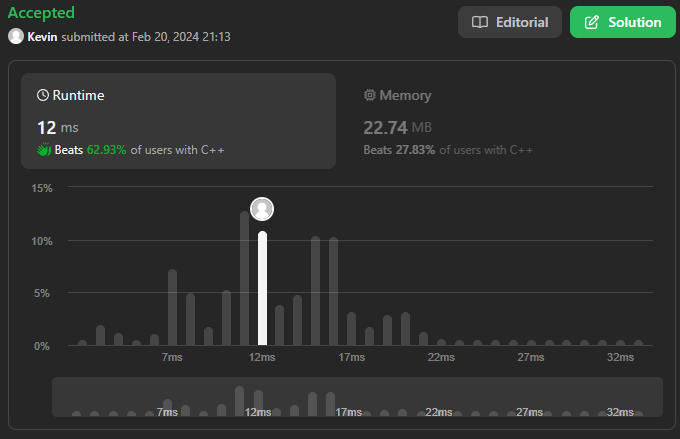 Accepted
Editorial
Solution
Kevin submitted at Feb 20, 2024 21:13
Runtime
Memory
12 ms
22.74 MB
Beats 62.93% of users with C++
Beats 27.83% of users with C++
15%
10%
5%
0%
7ms 12ms 17ms 22ms 27ms 32ms
7ms 12ms 17ms 22ms 27ms 32ms